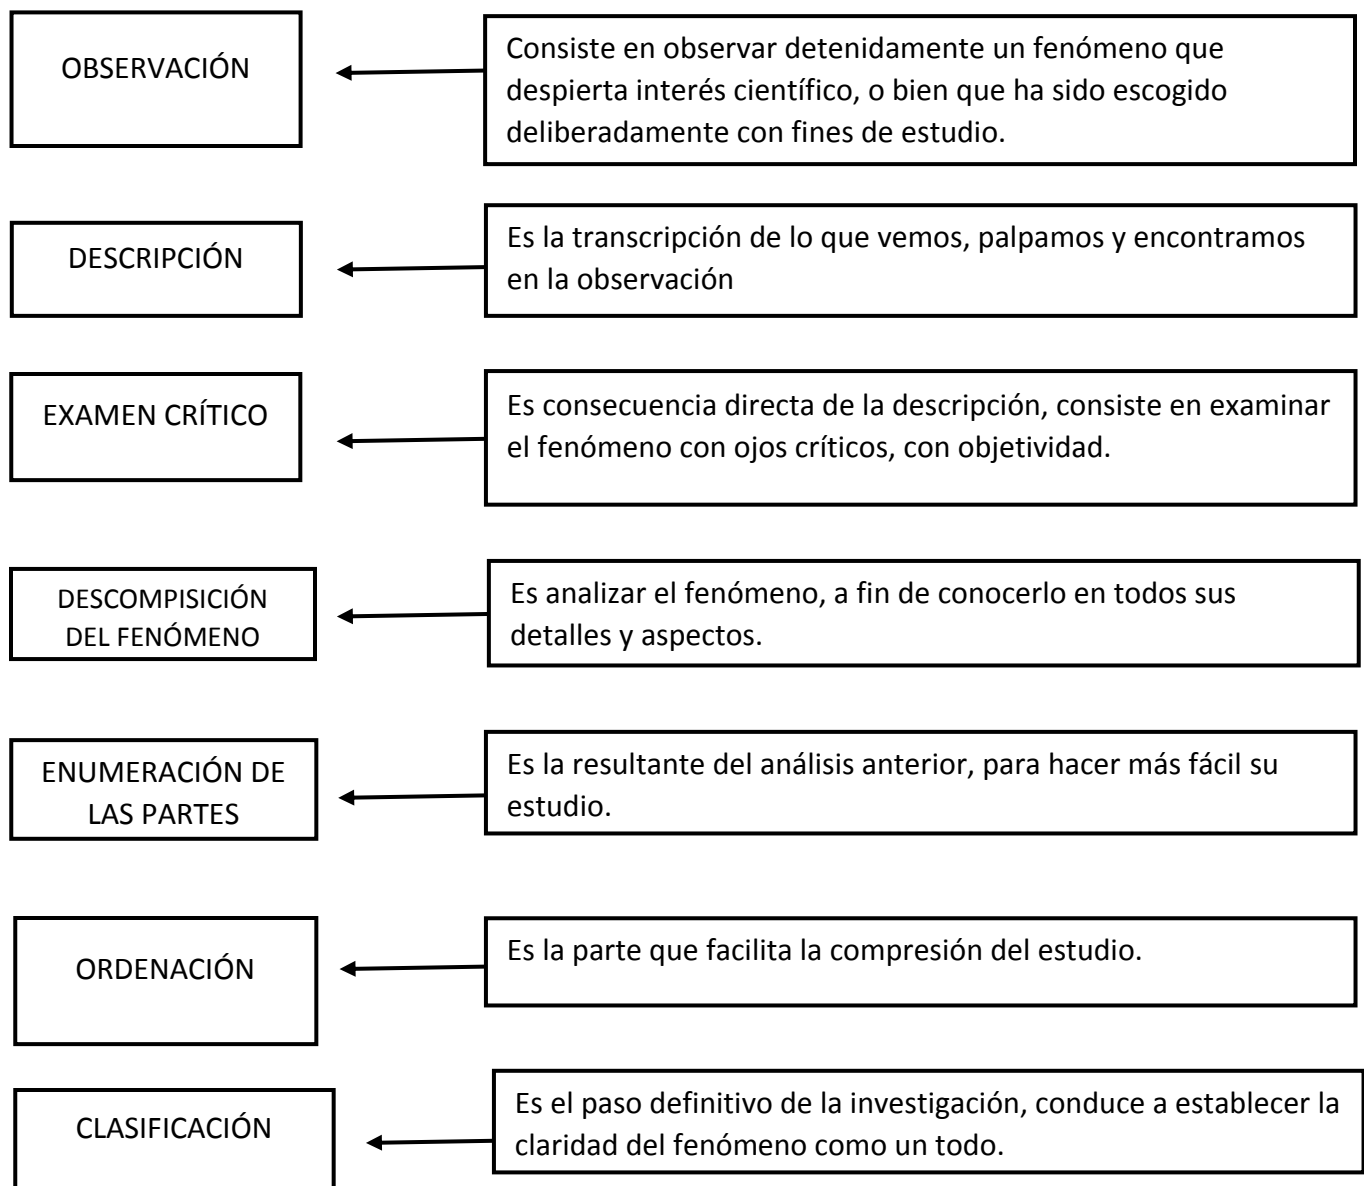 OBSERVACIÓN
Consiste en observar detenidamente un fenómeno que
despierta interés científico, o bien que ha sido escogido
deliberadamente con fines de estudio.
DESCRIPCIÓN
Es la transcripción de lo que vemos, palpamos y encontramos
en la observación
EXAMEN CRÍTICO
Es consecuencia directa de la descripción, consiste en examinar
el fenómeno con ojos críticos, con objetividad.
DESCOMPISICIÓN
DEL FENÓMENO
Es analizar el fenómeno, a fin de conocerlo en todos sus
detalles y aspectos.
ENUMERACIÓN DE
LAS PARTES
Es la resultante del análisis anterior, para hacer más fácil su
estudio.
ORDENACIÓN
Es la parte que facilita la compresión del estudio.
CLASIFICACIÓN
Es el paso definitivo de la investigación, conduce a establecer la
claridad del fenómeno como un todo.